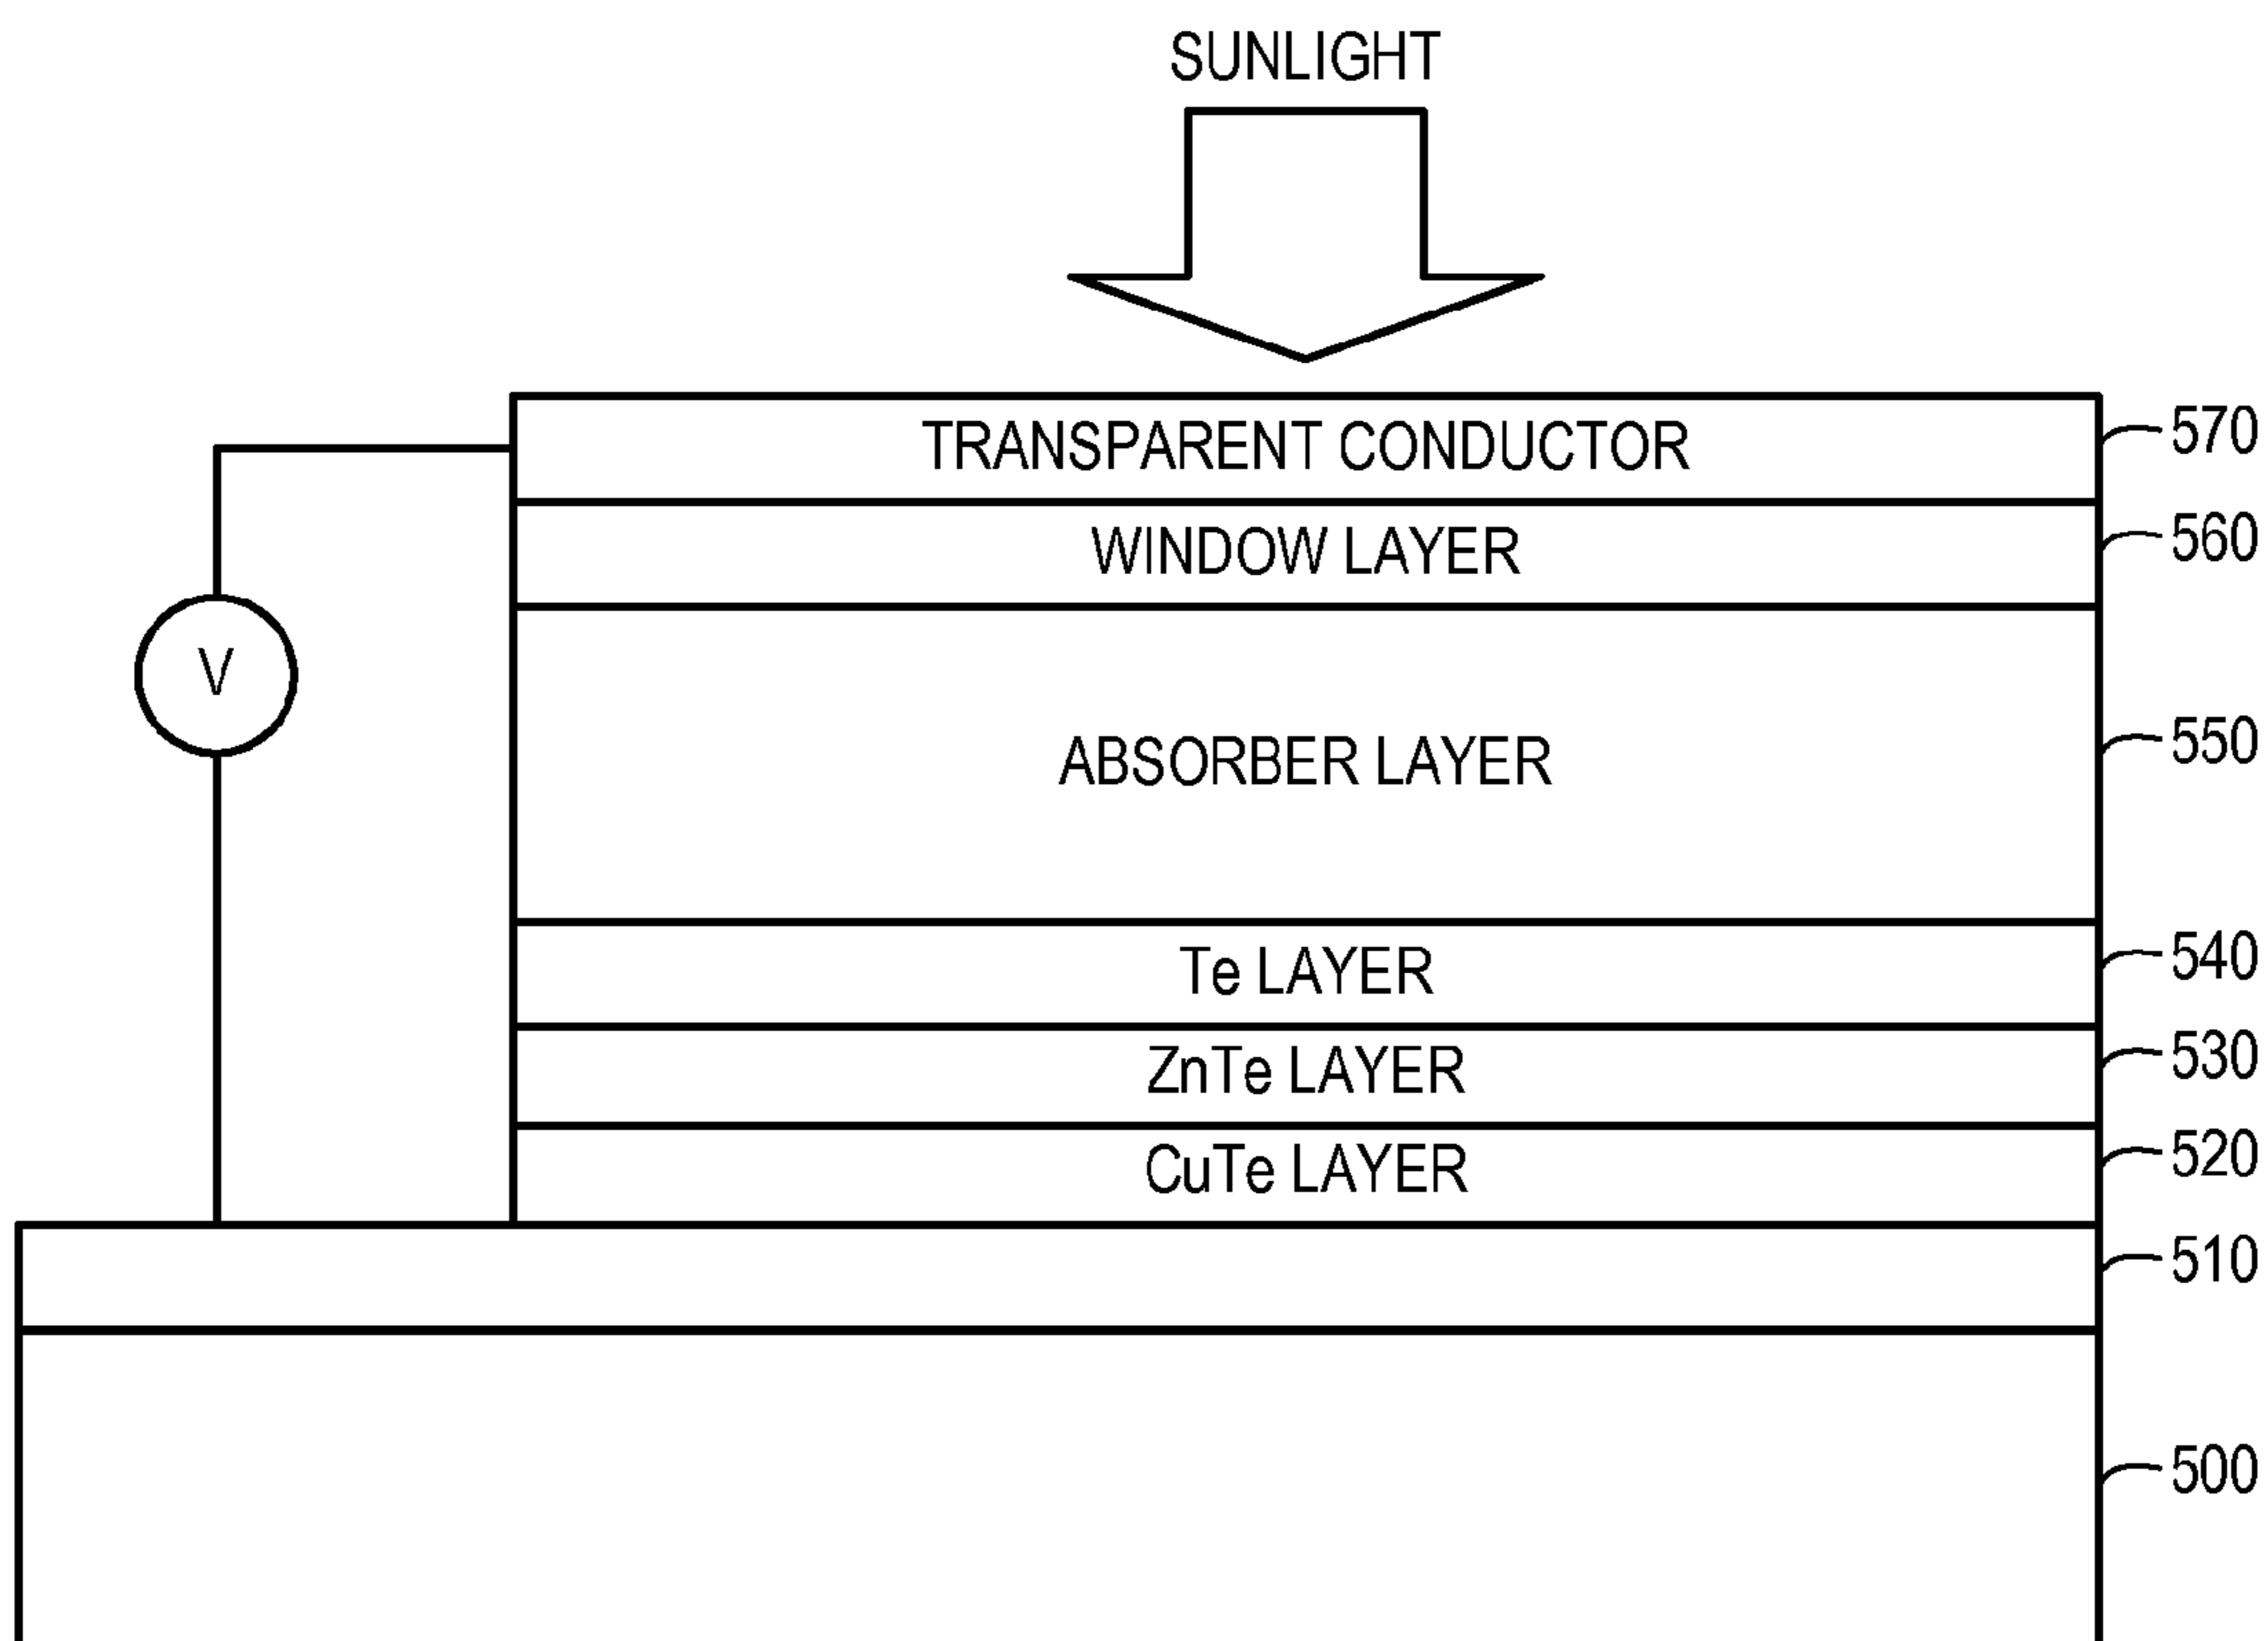 SUNLIGHT
TRANSPARENT CONDUCTOR
570
WINDOW LAYER
560
V
ABSORBER LAYER
550
Te LAYER
540
ZnTe LAYER
530
CuTe LAYER
520
510
500